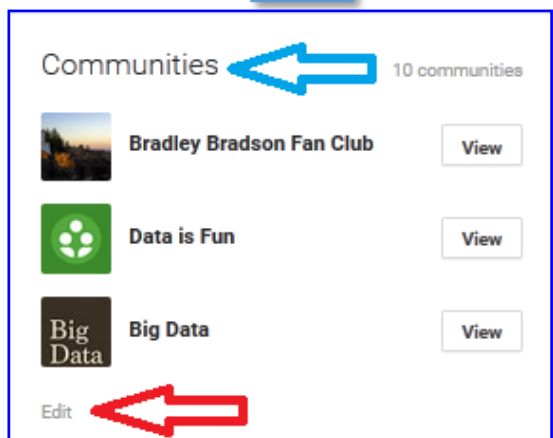 Communities 10 communities
Bradley Bradson Fan Club View
Data is Fun View
Big
Data
Big Data View
Edit